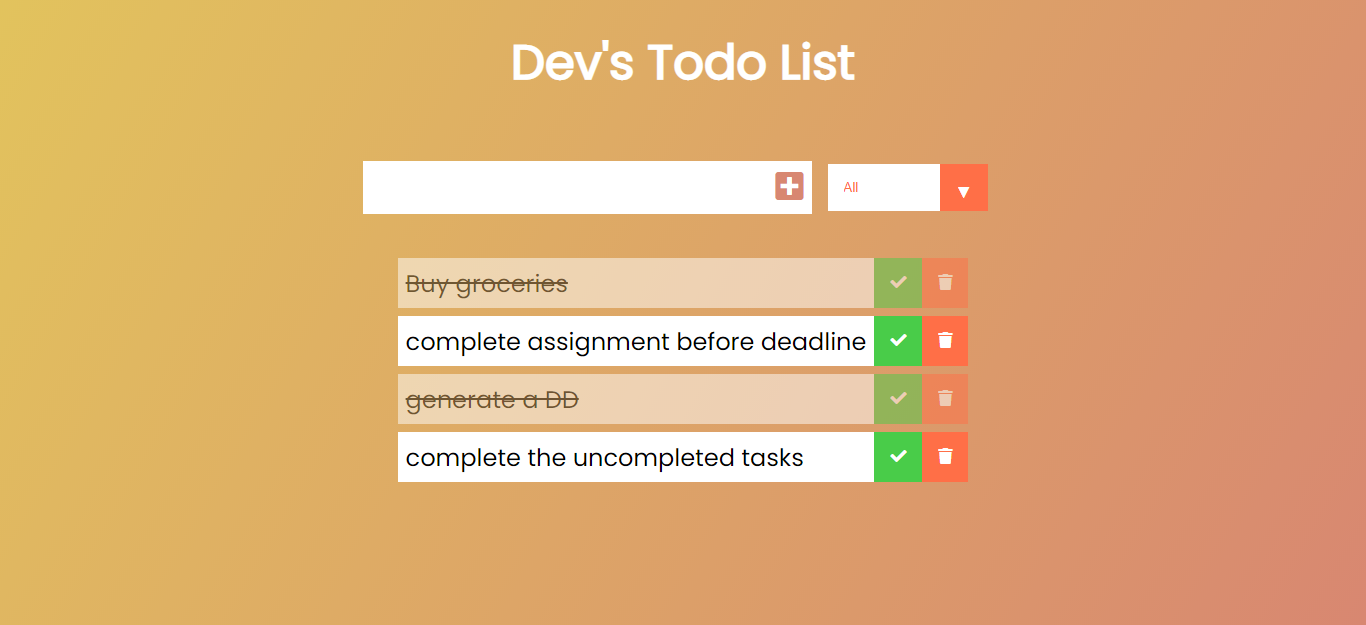 Dev's Todo List
All
Buy groceries
complete assignment before deadline
generate a DD
complete the uncompleted tasks